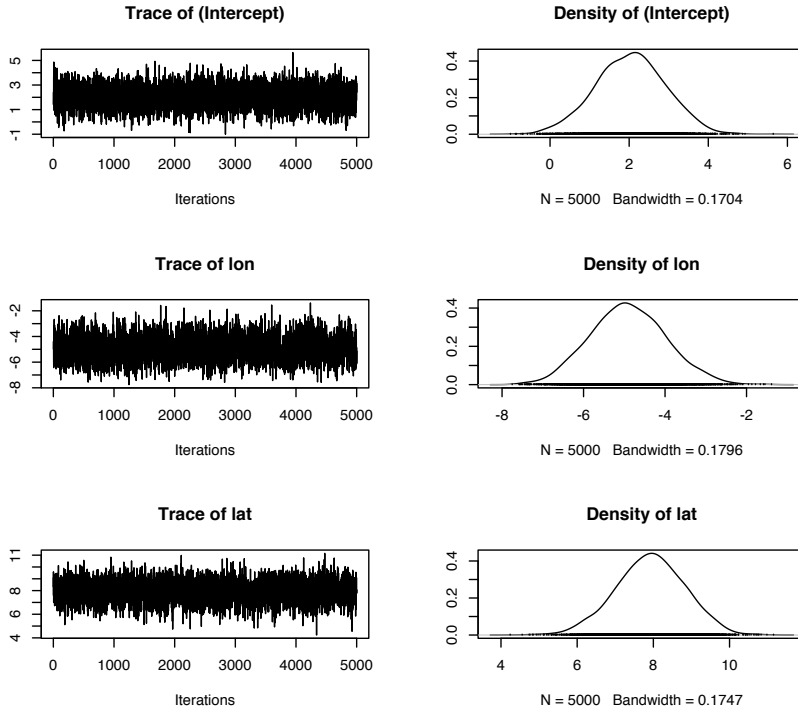 Trace of (Intercept)
-1 1 3 5
0 1000 2000 3000 4000 5000
Iterations
Density of (Intercept)
0.0 0.2 0.4
0 2 4 6
N = 5000 Bandwidth = 0.1704
Trace of lon
-8 -6 -4 -2
0 1000 2000 3000 4000 5000
Iterations
Density of lon
0.0 0.2 0.4
-8 -6 -4 -2
N = 5000 Bandwidth = 0.1796
Trace of lat
4 6 8 11
0 1000 2000 3000 4000 5000
Iterations
Density of lat
0.0 0.2 0.4
4 6 8 10
N = 5000 Bandwidth = 0.1747